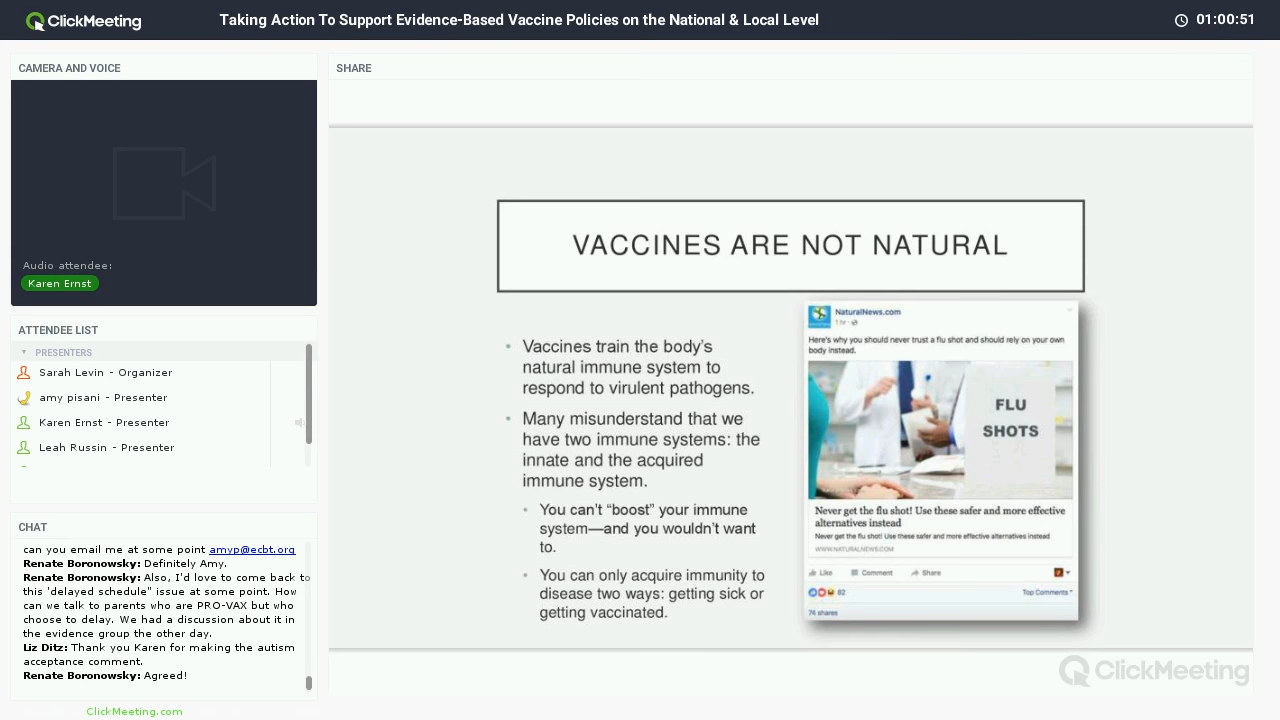 ClickMeeting
Taking Action To Support Evidence-Based Vaccine Policies on the National & Local Level
01:00:51
CAMERA AND VOICE
Audio attendee:
Karen Ernst
ATTENDEE LIST
PRESENTERS
Sarah Levin - Organizer
amy pisani - Presenter
Karen Ernst - Presenter
Leah Russin - Presenter
CHAT
can you email me at some point amyp@ecbt.org
Renate Boronowsky: Definitely Amy.
Renate Boronowsky: Also, I'd love to come back to
this 'delayed schedule' issue at some point. How
can we talk to parents who are PRO-VAX but who
choose to delay. We had a discussion about it in
the evidence group the other day.
Liz Ditz: Thank you Karen for making the autism
acceptance comment.
Renate Boronowsky: Agreed!
ClickMeeting.com
SHARE
VACCINES ARE NOT NATURAL
• Vaccines train the body's
natural immune system to
respond to virulent pathogens.
• Many misunderstand that we
have two immune systems: the
innate and the acquired
immune system.
• You can't "boost" your immune
system—and you wouldn't want
to.
• You can only acquire immunity to
disease two ways: getting sick or
getting vaccinated.
NaturalNews.com
1 hr ·
Here's why you should never trust a flu shot and should rely on your own
body instead.
FLU
SHOTS
Never get the flu shot! Use these safer and more effective
alternatives instead
Never get the flu shot! Use these safer and more effective alternatives instead
WWW.NATURALNEWS.COM
Like Comment Share
82
Top Comments
76 shares
ClickMeeting